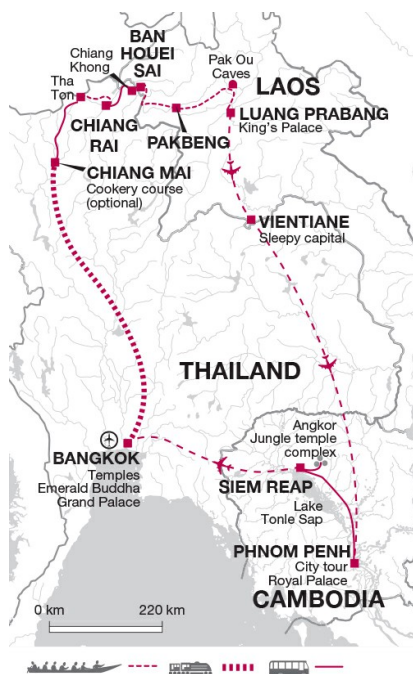 BAN
HOUEI
SAI
Chiang
Khong
Pak Ou
Caves
Tha
Ton
LAOS
CHIANG
RAI
PAKBENG
LUANG PRABANG
King's Palace
CHIANG MAI
Cookery course
(optional)
VIENTIANE
Sleepy capital
THAILAND
Angkor
Jungle temple
complex
BANGKOK
Temples
Emerald Buddha
Grand Palace
SIEM REAP
Lake
Tonle Sap
PHNOM PENH
City tour
Royal Palace
CAMBODIA
0 km 220 km